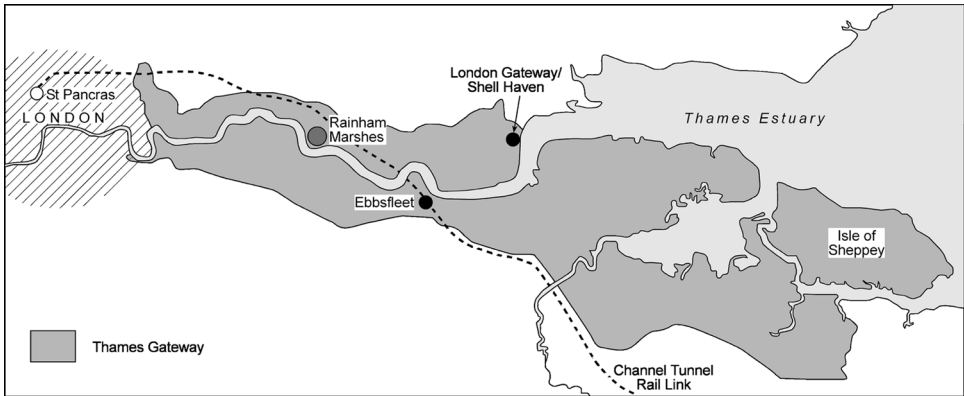 St Pancras
LONDON
Rainham
Marshes
London Gateway/
Shell Haven
Thames Estuary
Ebbsfleet
Isle of
Sheppey
Thames Gateway
Channel Tunnel
Rail Link